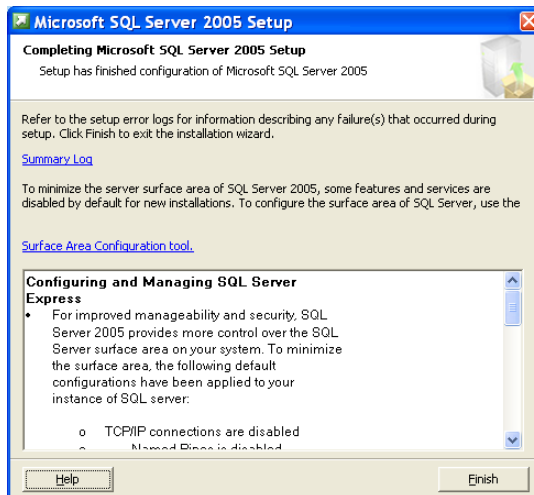 Microsoft SQL Server 2005 Setup
Completing Microsoft SQL Server 2005 Setup
Setup has finished configuration of Microsoft SQL Server 2005
Refer to the setup error logs for information describing any failure(s) that occurred during
setup. Click Finish to exit the installation wizard.
Summary Log
To minimize the server surface area of SQL Server 2005, some features and services are
disabled by default for new installations. To configure the surface area of SQL Server, use the
Surface Area Configuration tool.
Configuring and Managing SQL Server
Express
• For improved manageability and security, SQL
Server 2005 provides more control over the SQL
Server surface area on your system. To minimize
the surface area, the following default
configurations have been applied to your
instance of SQL server:
o TCP/IP connections are disabled
o Named Pipes is disabled
Help
Finish